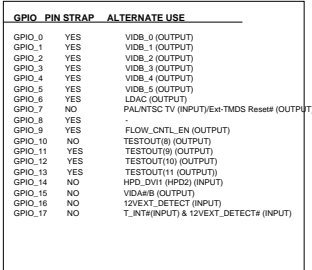 GPIO PIN STRAP ALTERNATE USE
GPIO_0 YES VIDB_0 (OUTPUT)
GPIO_1 YES VIDB_1 (OUTPUT)
GPIO_2 YES VIDB_2 (OUTPUT)
GPIO_3 YES VIDB_3 (OUTPUT)
GPIO_4 YES VIDB_4 (OUTPUT)
GPIO_5 YES VIDB_5 (OUTPUT)
GPIO_6 YES LDAC (OUTPUT)
GPIO_7 NO PAL/NTSC TV (INPUT)/Ext-TMDS Reset# (OUTPUT)
GPIO_8 YES -
GPIO_9 YES FLOW_CNTL_EN (OUTPUT)
GPIO_10 NO TESTOUT(8) (OUTPUT)
GPIO_11 YES TESTOUT(9) (OUTPUT)
GPIO_12 YES TESTOUT(10) (OUTPUT)
GPIO_13 YES TESTOUT(11 (OUTPUT))
GPIO_14 NO HPD_DVI1 (HPD2) (INPUT)
GPIO_15 NO VIDA#/B (OUTPUT)
GPIO_16 NO 12VEXT_DETECT (INPUT)
GPIO_17 NO T_INT#(INPUT) & 12VEXT_DETECT# (INPUT)